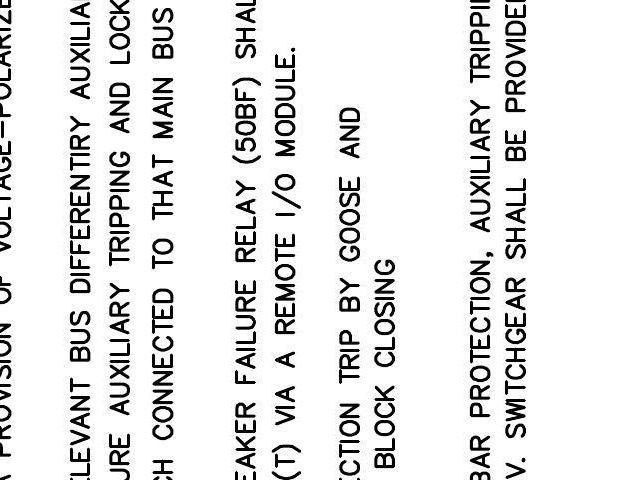 PROVISION OF VOLTAGE-POLARIZE
ELEVANT BUS DIFFERENTIRY AUXILIA
URE AUXILIARY TRIPPING AND LOCK
CH CONNECTED TO THAT MAIN BUS
EAKER FAILURE RELAY (50BF) SHAL
(T) VIA A REMOTE I/O MODULE.
ECTION TRIP BY GOOSE AND
BLOCK CLOSING
BAR PROTECTION, AUXILIARY TRIPPI
V. SWITCHGEAR SHALL BE PROVIDE